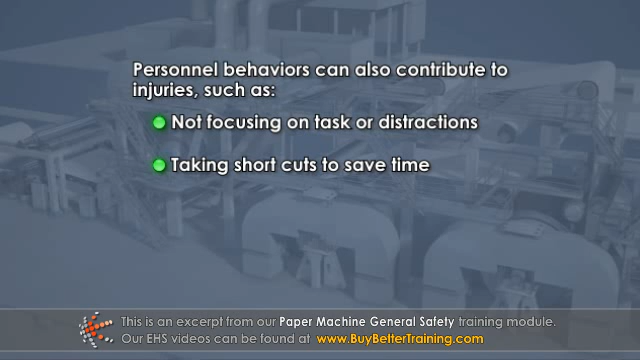 Personnel behaviors can also contribute to
injuries, such as:
Not focusing on task or distractions
Taking short cuts to save time
This is an excerpt from our Paper Machine General Safety training module.
Our EHS videos can be found at www.BuyBetterTraining.com